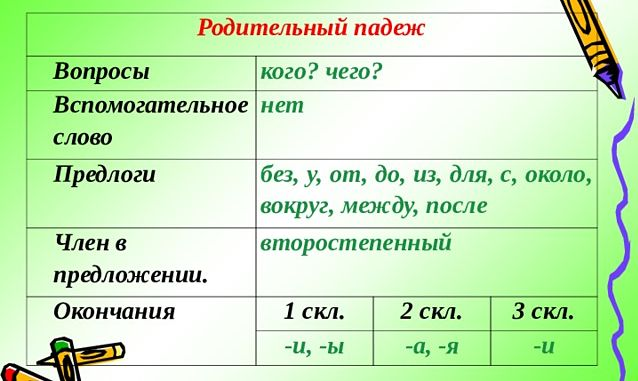 Родительный падеж
Вопросы кого? чего?
Вспомогательное нет
слово
Предлоги без, у, от, до, из, для, с, около,
вокруг, между, после
Член в второстепенный
предложении.
Окончания 1 скл. 2 скл. 3 скл.
-и, -ы -а, -я -и